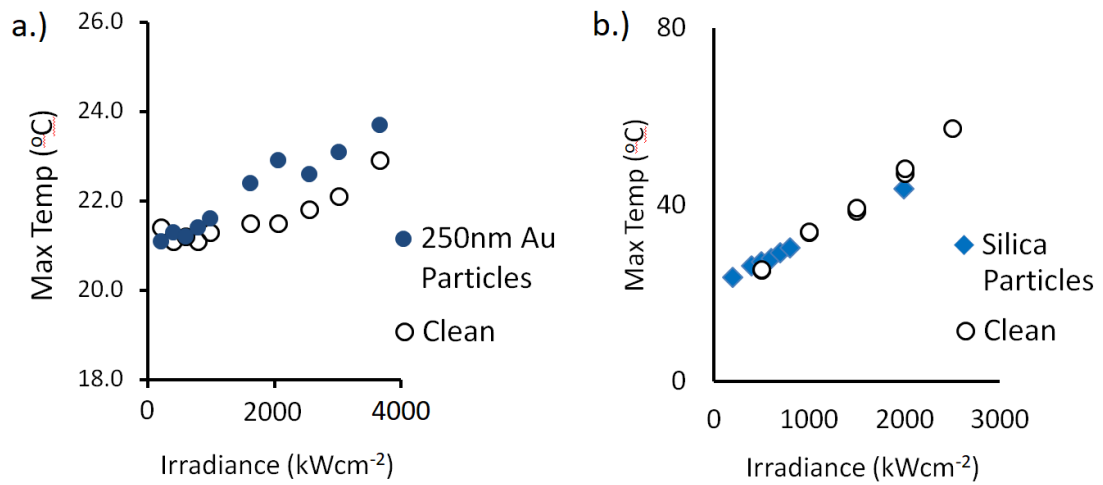 a.)
26.0
24.0
22.0
20.0
18.0
Max Temp (ºC)
250nm Au
Particles
Clean
0
2000
4000
Irradiance (kWcm⁻²)
b.)
80
40
0
Max Temp (ºC)
Silica
Particles
Clean
0
1000
2000
3000
Irradiance (kWcm⁻²)